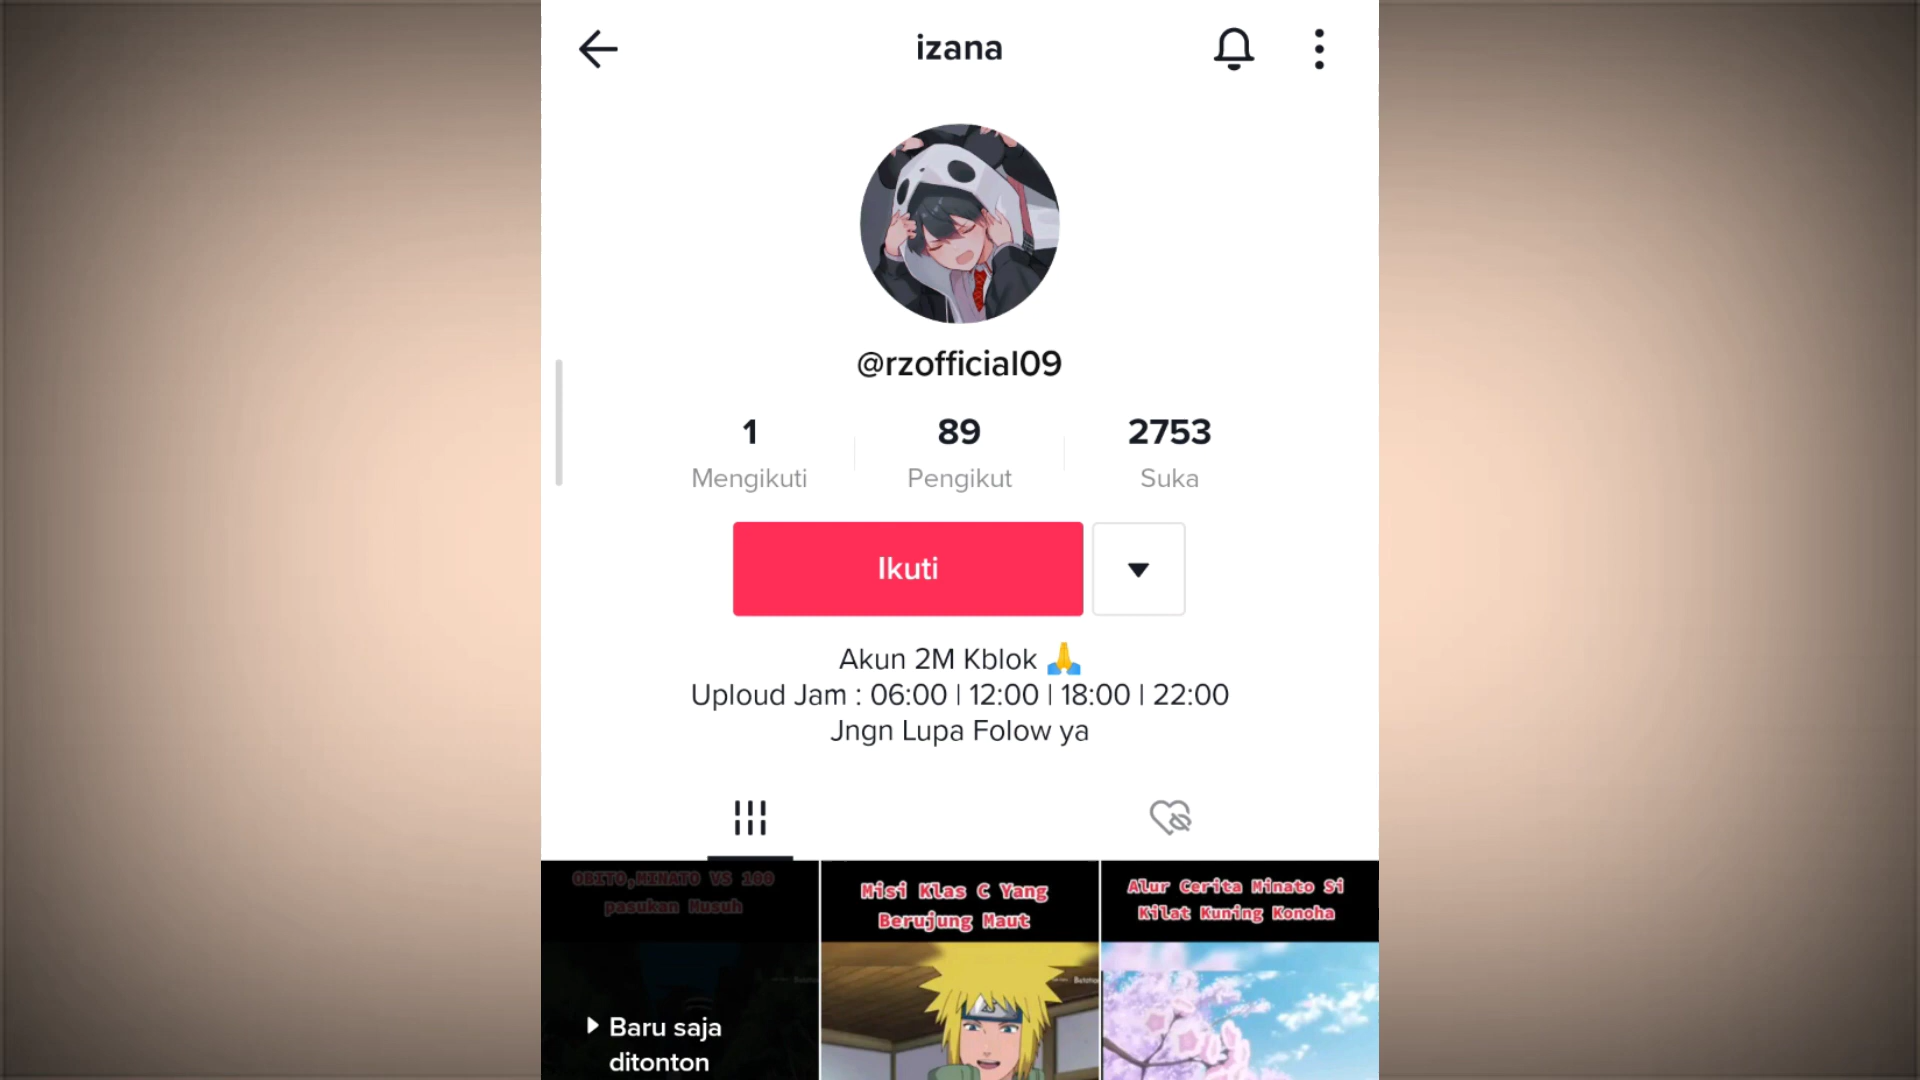 izana
@rzofficial09
1 89 2753
Mengikuti Pengikut Suka
Ikuti
Akun 2M Kblok 🙏
Uploud Jam : 06:00 | 12:00 | 18:00 | 22:00
Jngn Lupa Folow ya
OBITO,MINATO VS 100
pasukan Musuh
Misi Klas C Yang
Berujung Maut
Alur Cerita Minato Si
Kilat Kuning Konoha
Baru saja
ditonton